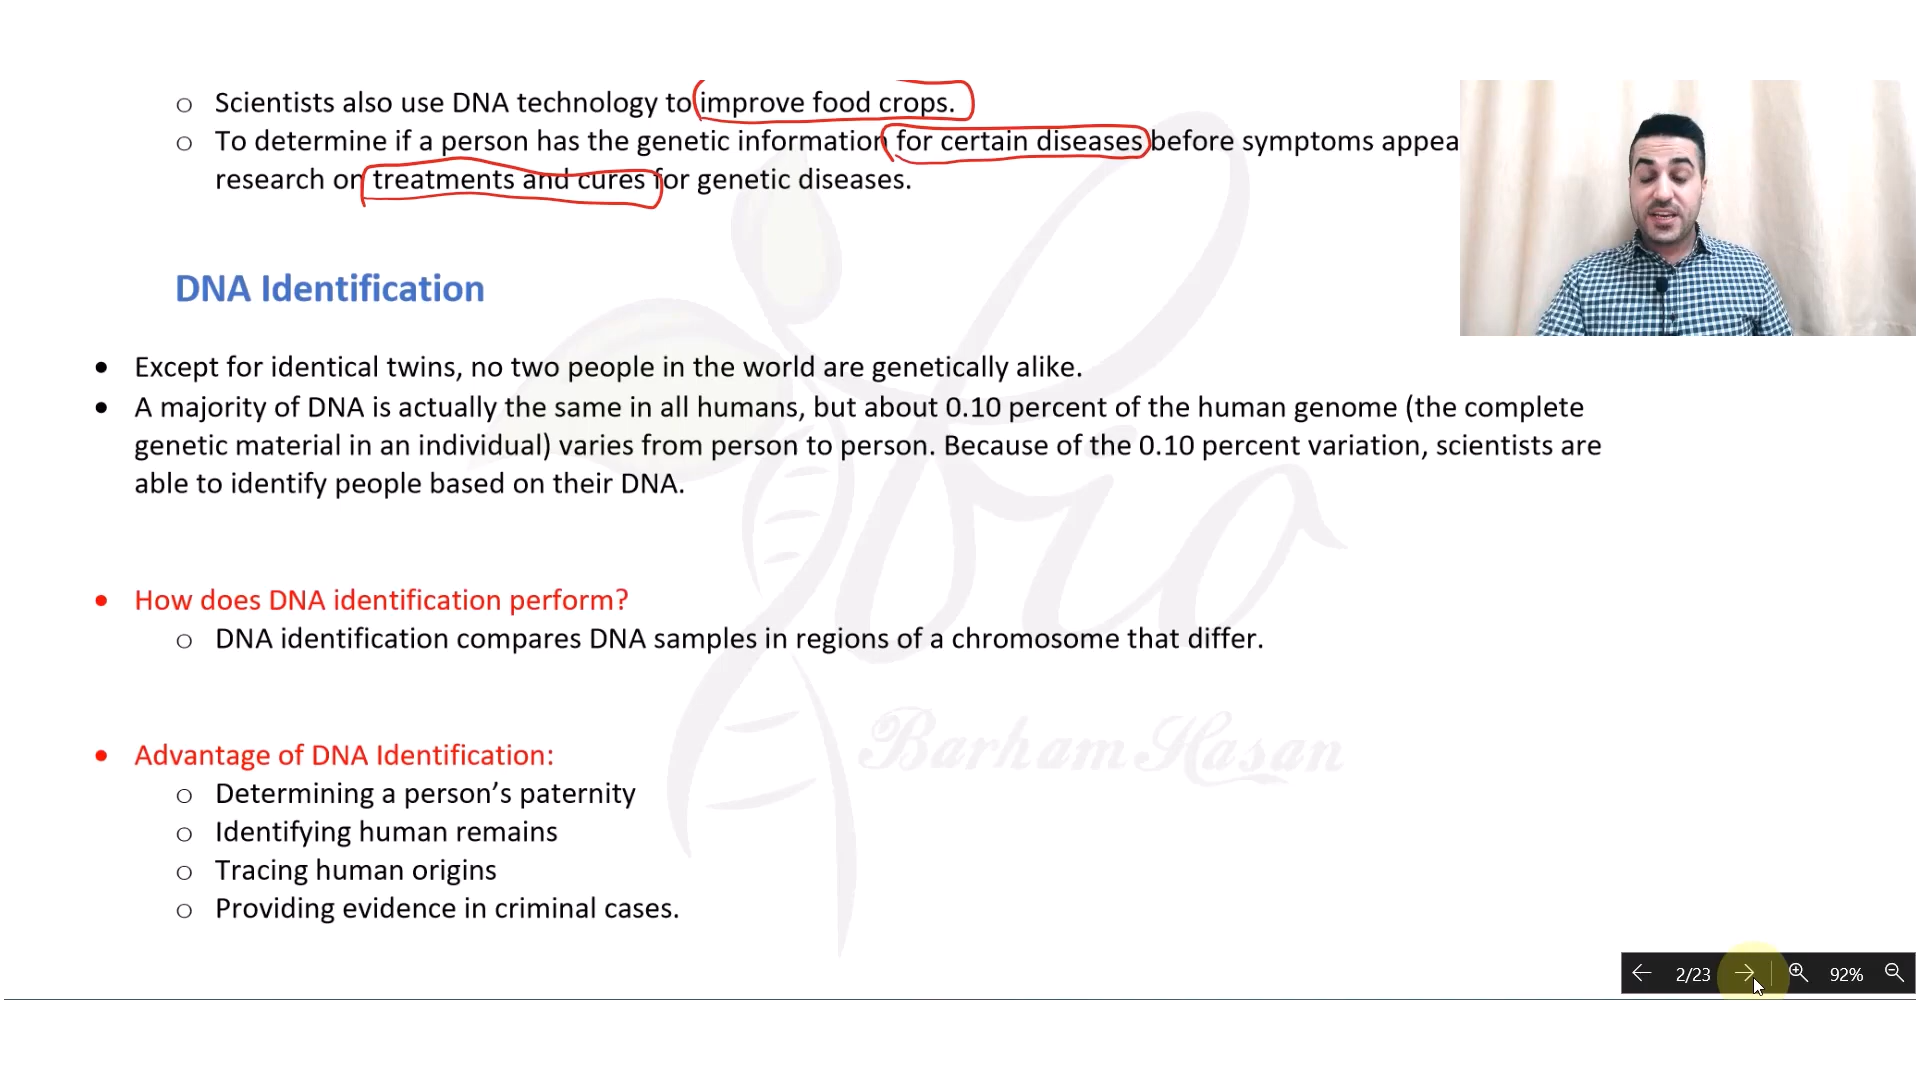 o Scientists also use DNA technology to improve food crops.
o To determine if a person has the genetic information for certain diseases before symptoms appea
research on treatments and cures for genetic diseases.
DNA Identification
• Except for identical twins, no two people in the world are genetically alike.
• A majority of DNA is actually the same in all humans, but about 0.10 percent of the human genome (the complete
genetic material in an individual) varies from person to person. Because of the 0.10 percent variation, scientists are
able to identify people based on their DNA.
• How does DNA identification perform?
o DNA identification compares DNA samples in regions of a chromosome that differ.
Bio
Barham Hasan
• Advantage of DNA Identification:
o Determining a person’s paternity
o Identifying human remains
o Tracing human origins
o Providing evidence in criminal cases.
2/23 92%